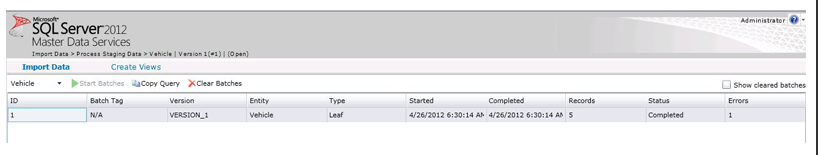 Microsoft®
SQL Server 2012
Master Data Services
Administrator ?
Import Data > Process Staging Data > Vehicle | Version 1(#1) | (Open)
Import Data Create Views
Vehicle Start Batches Copy Query Clear Batches Show cleared batches
ID Batch Tag Version Entity Type Started Completed Records Status Errors
1 N/A VERSION_1 Vehicle Leaf 4/26/2012 6:30:14 AM 4/26/2012 6:30:14 AM 5 Completed 1